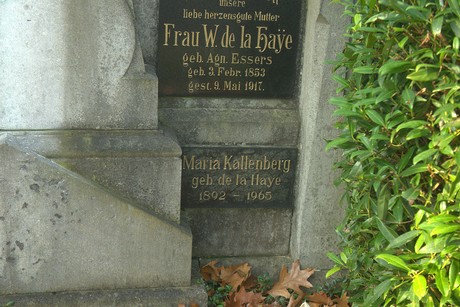 unsere
liebe herzensgute Mutter
Frau W. de la Haÿe
geb. Agn. Essers
geb. 3. Febr. 1853
gest. 9. Mai 1917.
Maria Kallenberg
geb de la Haye
1892 – 1965